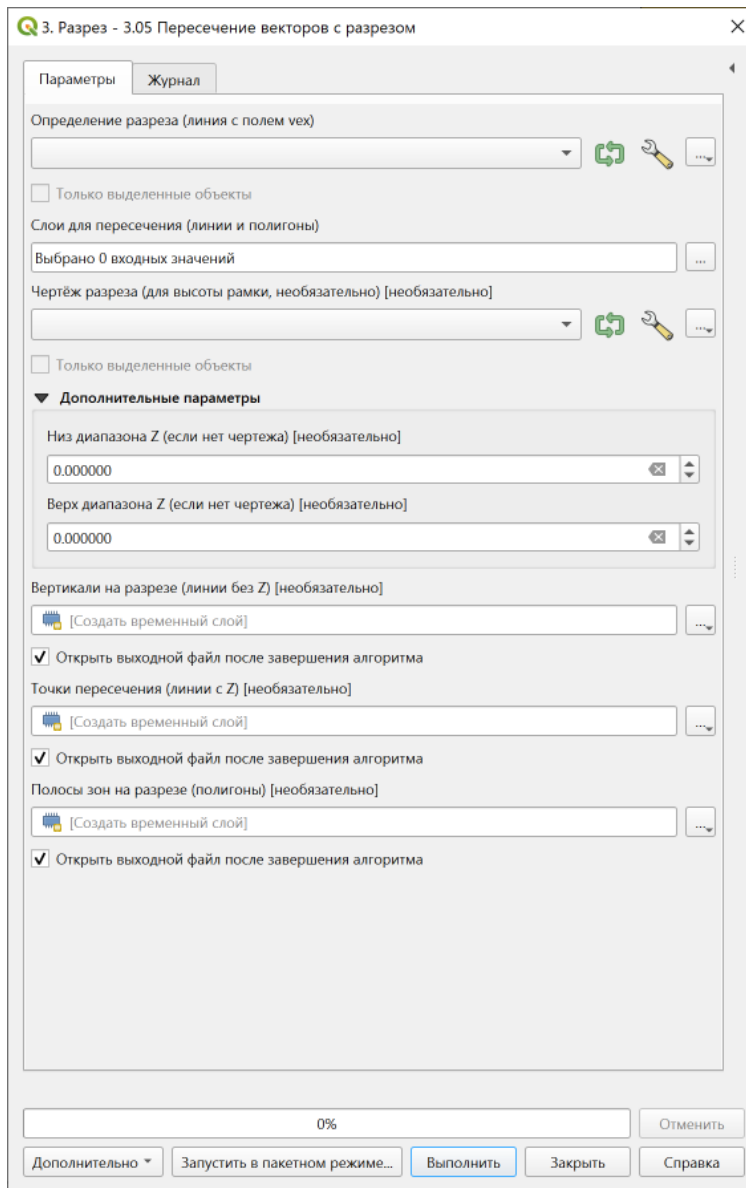 3. Разрез - 3.05 Пересечение векторов с разрезом
Параметры
Журнал
Определение разреза (линия с полем vex)
...
Только выделенные объекты
Слои для пересечения (линии и полигоны)
Выбрано 0 входных значений
...
Чертёж разреза (для высоты рамки, необязательно) [необязательно]
...
Только выделенные объекты
Дополнительные параметры
Низ диапазона Z (если нет чертежа) [необязательно]
0.000000
Верх диапазона Z (если нет чертежа) [необязательно]
0.000000
Вертикали на разрезе (линии без Z) [необязательно]
[Создать временный слой]
...
Открыть выходной файл после завершения алгоритма
Точки пересечения (линии с Z) [необязательно]
[Создать временный слой]
...
Открыть выходной файл после завершения алгоритма
Полосы зон на разрезе (полигоны) [необязательно]
[Создать временный слой]
...
Открыть выходной файл после завершения алгоритма
0%
Отменить
Дополнительно
Запустить в пакетном режиме...
Выполнить
Закрыть
Справка